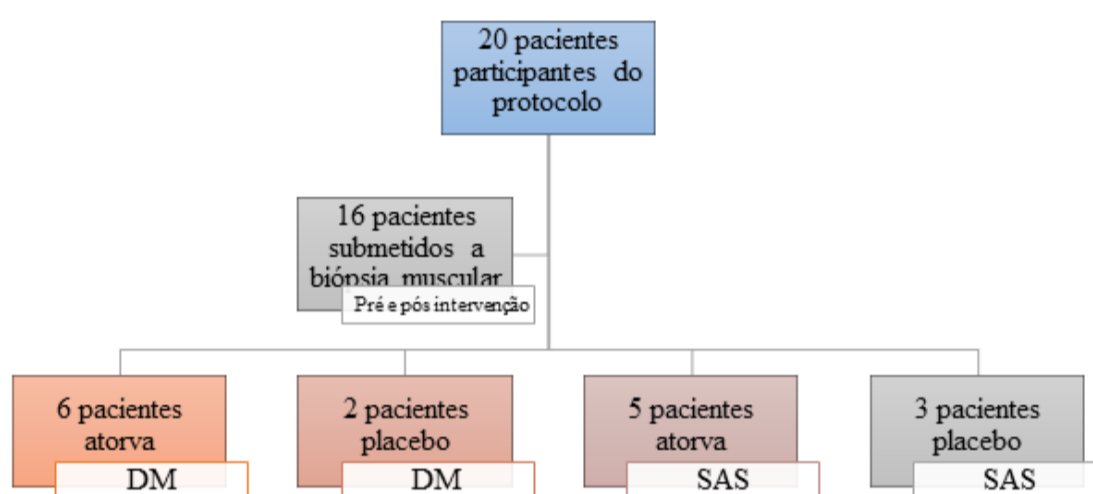 20 pacientes
participantes do
protocolo
16 pacientes
submetidos a
biópsia muscular
Pré e pós intervenção
6 pacientes
atorva
DM
2 pacientes
placebo
DM
5 pacientes
atorva
SAS
3 pacientes
placebo
SAS